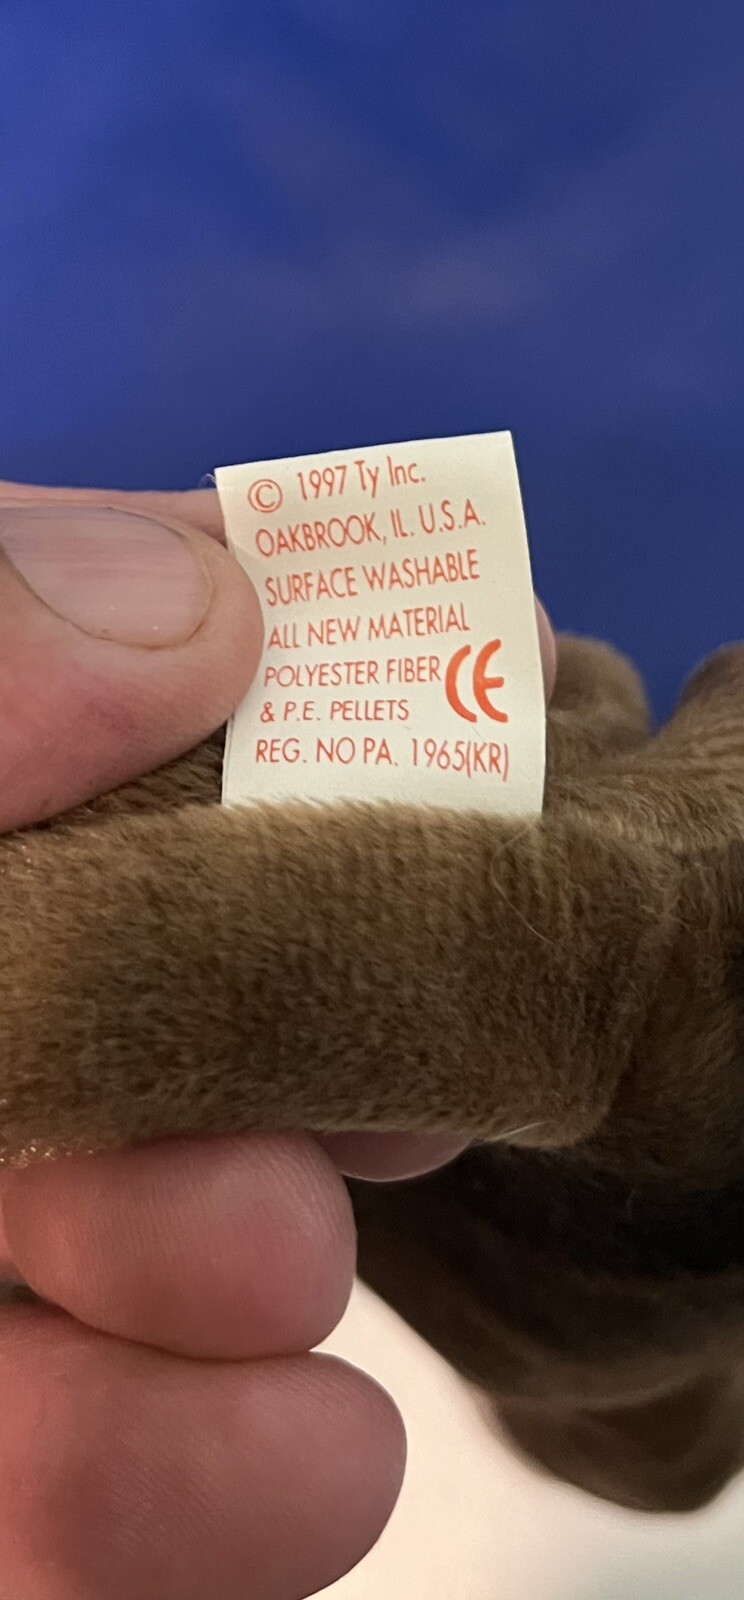 © 1997 Ty Inc.
OAKBROOK, IL. U.S.A.
SURFACE WASHABLE
ALL NEW MATERIAL
POLYESTER FIBER
& P.E. PELLETS CE
REG. NO PA. 1965(KR)